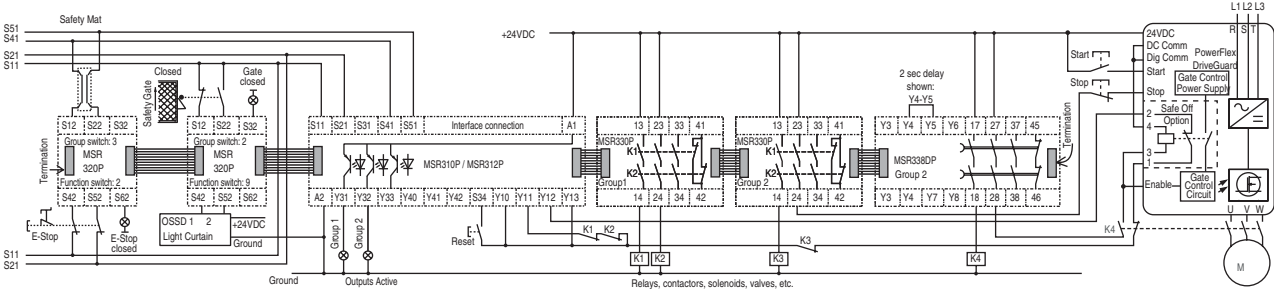 S51
S41
S21
S11
Safety Mat
Closed
Safety Gate
Gate
closed
+24VDC
2 sec delay
shown:
Y4-Y5
Start
Stop
L1 L2 L3
R S T
24VDC
DC Comm
Dig Comm
Start
Stop
PowerFlex
DriveGuard
Gate Control
Power Supply
Safe Off
Option
2
4
3
1
Enable
Gate
Control
Circuit
U V W
M
S12 S22 S32
Group switch: 3
MSR
320P
Function switch: 2
S42 S52 S62
Termination
S12 S22 S32
Group switch: 2
MSR
320P
Function switch: 9
S42 S52 S62
S11 S21 S31 S41 S51 Interface connection A1
MSR310P / MSR312P
A2 Y31 Y32 Y33 Y40 Y41 Y42 S34 Y10 Y11 Y12 Y13
13 23 33 41
MSR330P
K1
K2
Group1
14 24 34 42
13 23 33 41
MSR330P
K1
K2
Group 2
14 24 34 42
Y3 Y4 Y5 Y6 17 27 37 45
MSR338DP
Group 2
Y1 Y2 Y7 Y8 18 28 38 46
Termination
E-Stop
E-Stop
closed
OSSD 1 2
Light Curtain
+24VDC
Ground
Group 1
Group 2
Reset
K1 K2
K3
K4
K1 K2
K3
K4
S11
S21
Ground
Outputs Active
Relays, contactors, solenoids, valves, etc.